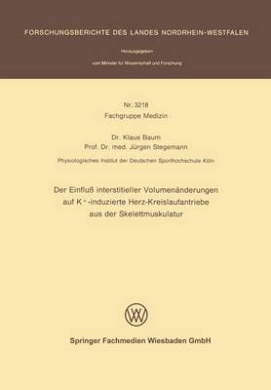 FORSCHUNGSBERICHTE DES LANDES NORDRHEIN-WESTFALEN
Herausgegeben
vom Minister für Wissenschaft und Forschung
Nr. 3218
Fachgruppe Medizin
Dr. Klaus Baum
Prof. Dr. med. Jürgen Stegemann
Physiologisches Institut der Deutschen Sporthochschule Köln
Der Einfluß interstitieller Volumenänderungen
auf K⁺-induzierte Herz-Kreislaufantriebe
aus der Skelettmuskulatur
Springer Fachmedien Wiesbaden GmbH